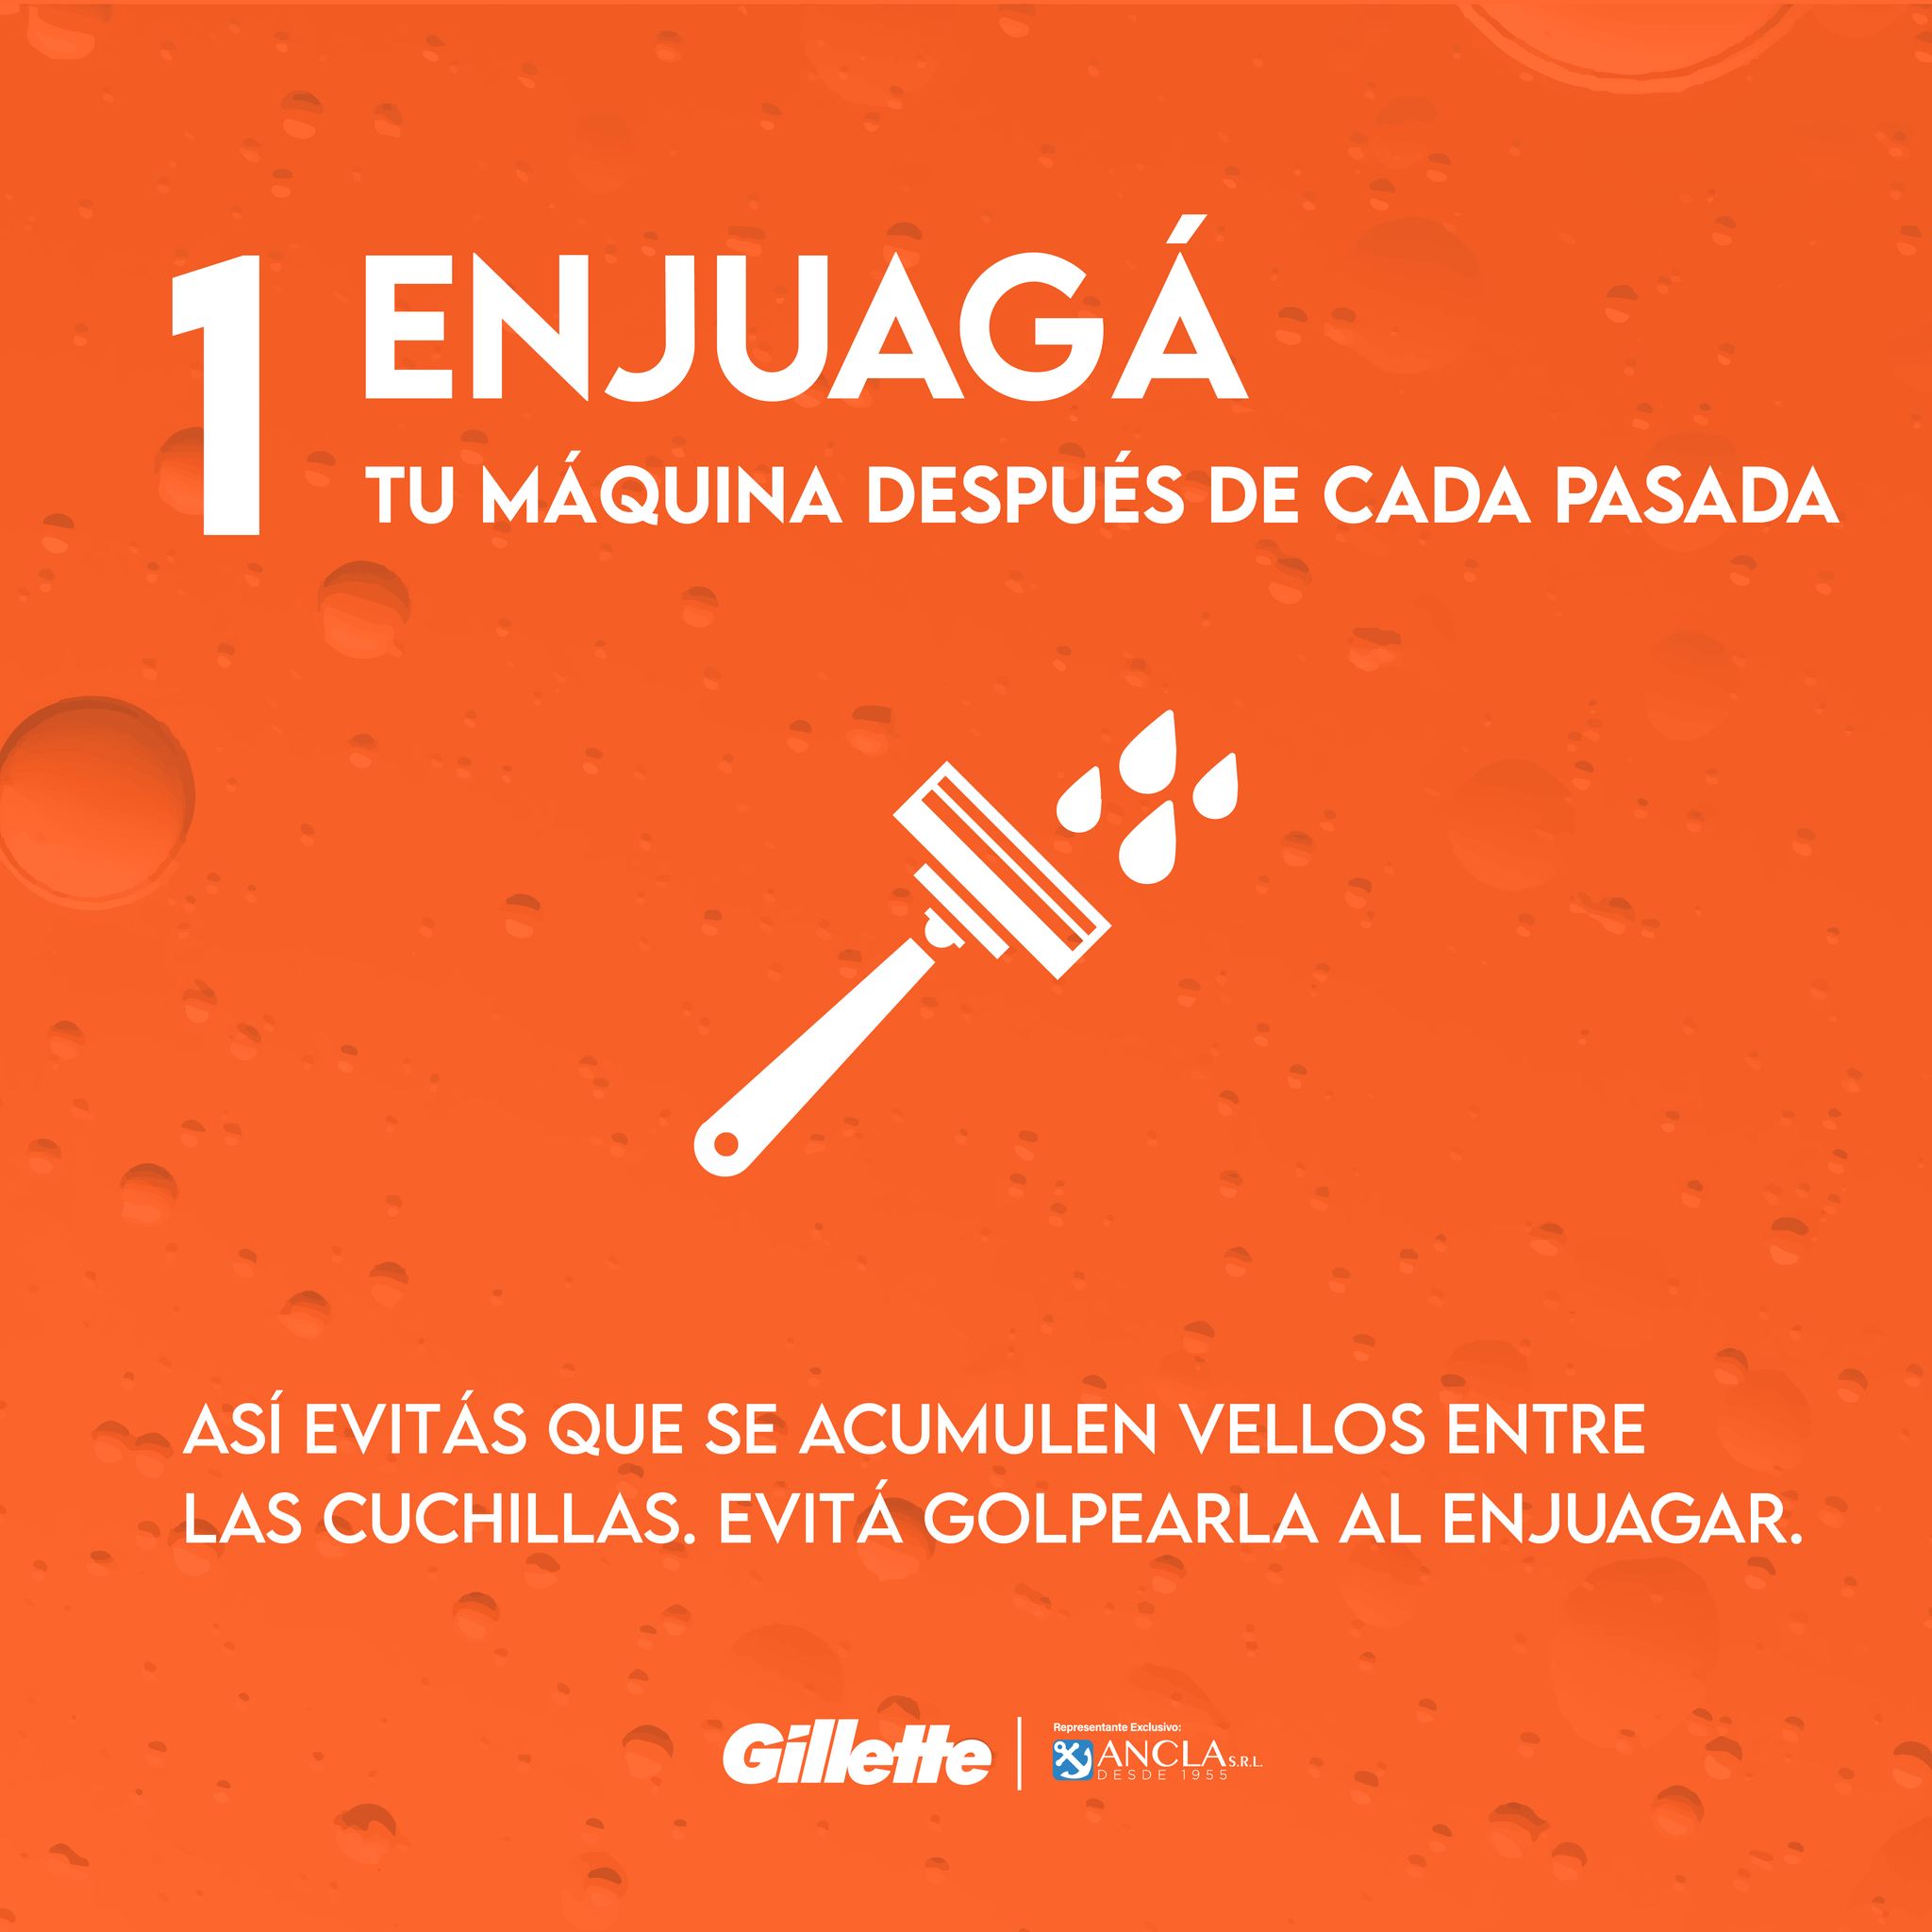 1
ENJUAGÁ
TU MÁQUINA DESPUÉS DE CADA PASADA
ASÍ EVITÁS QUE SE ACUMULEN VELLOS ENTRE
LAS CUCHILLAS. EVITÁ GOLPEARLA AL ENJUAGAR.
Gillette
Representante Exclusivo:
ANCLA S.R.L.
DESDE 1955